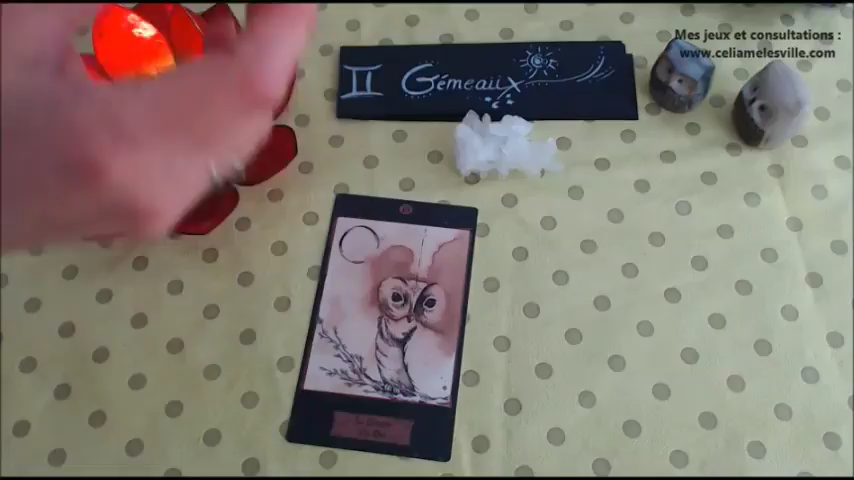 Mes jeux et consultations
www.celiamelesville.com
♊ Gémeaux